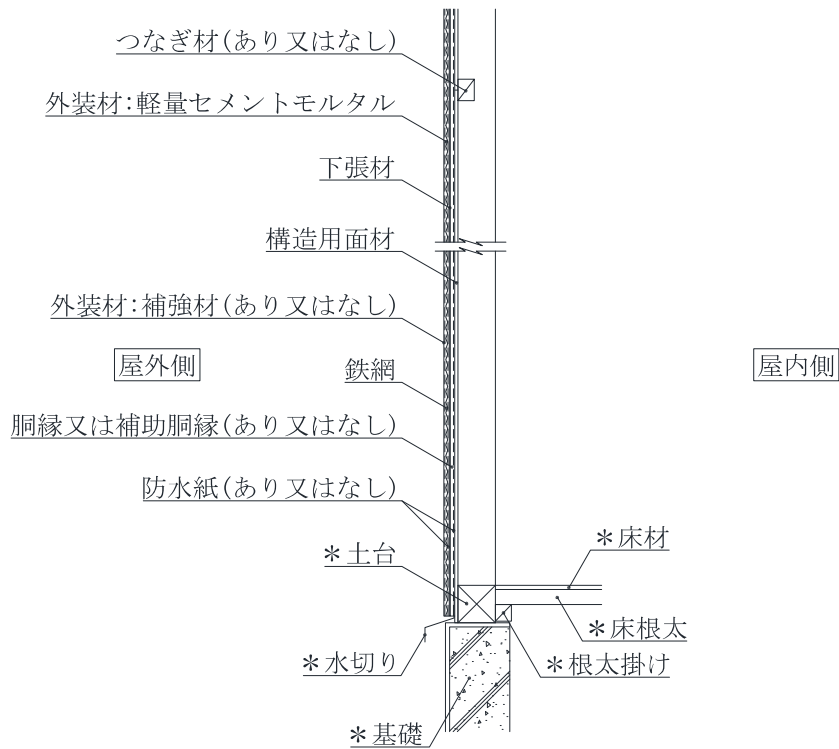 つなぎ材(あり又はなし)
外装材:軽量セメントモルタル
下張材
構造用面材
外装材:補強材(あり又はなし)
屋外側
屋内側
鉄網
胴縁又は補助胴縁(あり又はなし)
防水紙(あり又はなし)
*床材
*土台
*床根太
*水切り
*根太掛け
*基礎